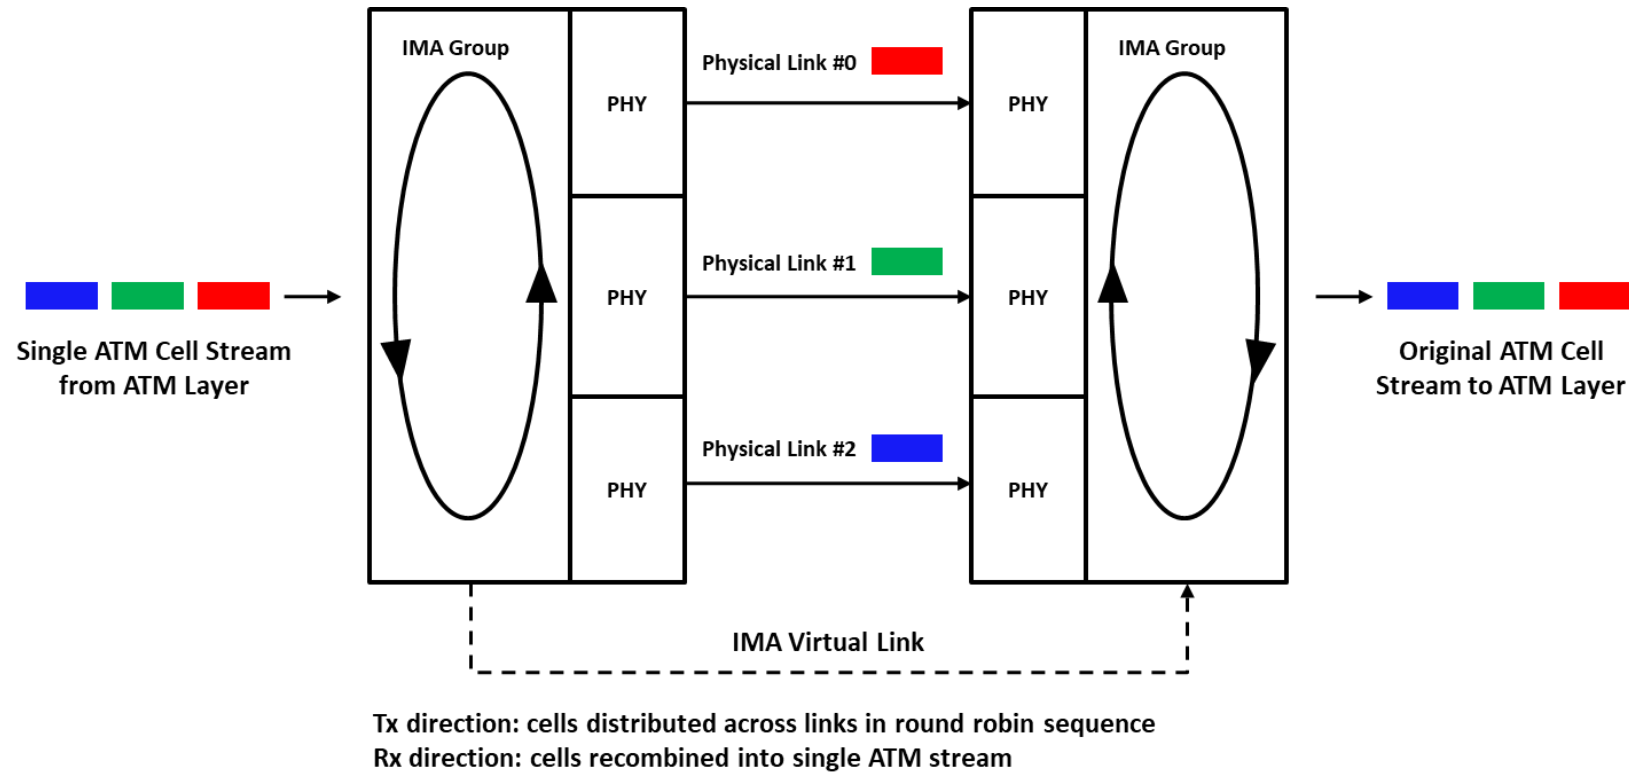 IMA Group
PHY
Physical Link #0
PHY
IMA Group
PHY
Physical Link #1
PHY
Single ATM Cell Stream
from ATM Layer
Original ATM Cell
Stream to ATM Layer
PHY
Physical Link #2
PHY
IMA Virtual Link
Tx direction: cells distributed across links in round robin sequence
Rx direction: cells recombined into single ATM stream